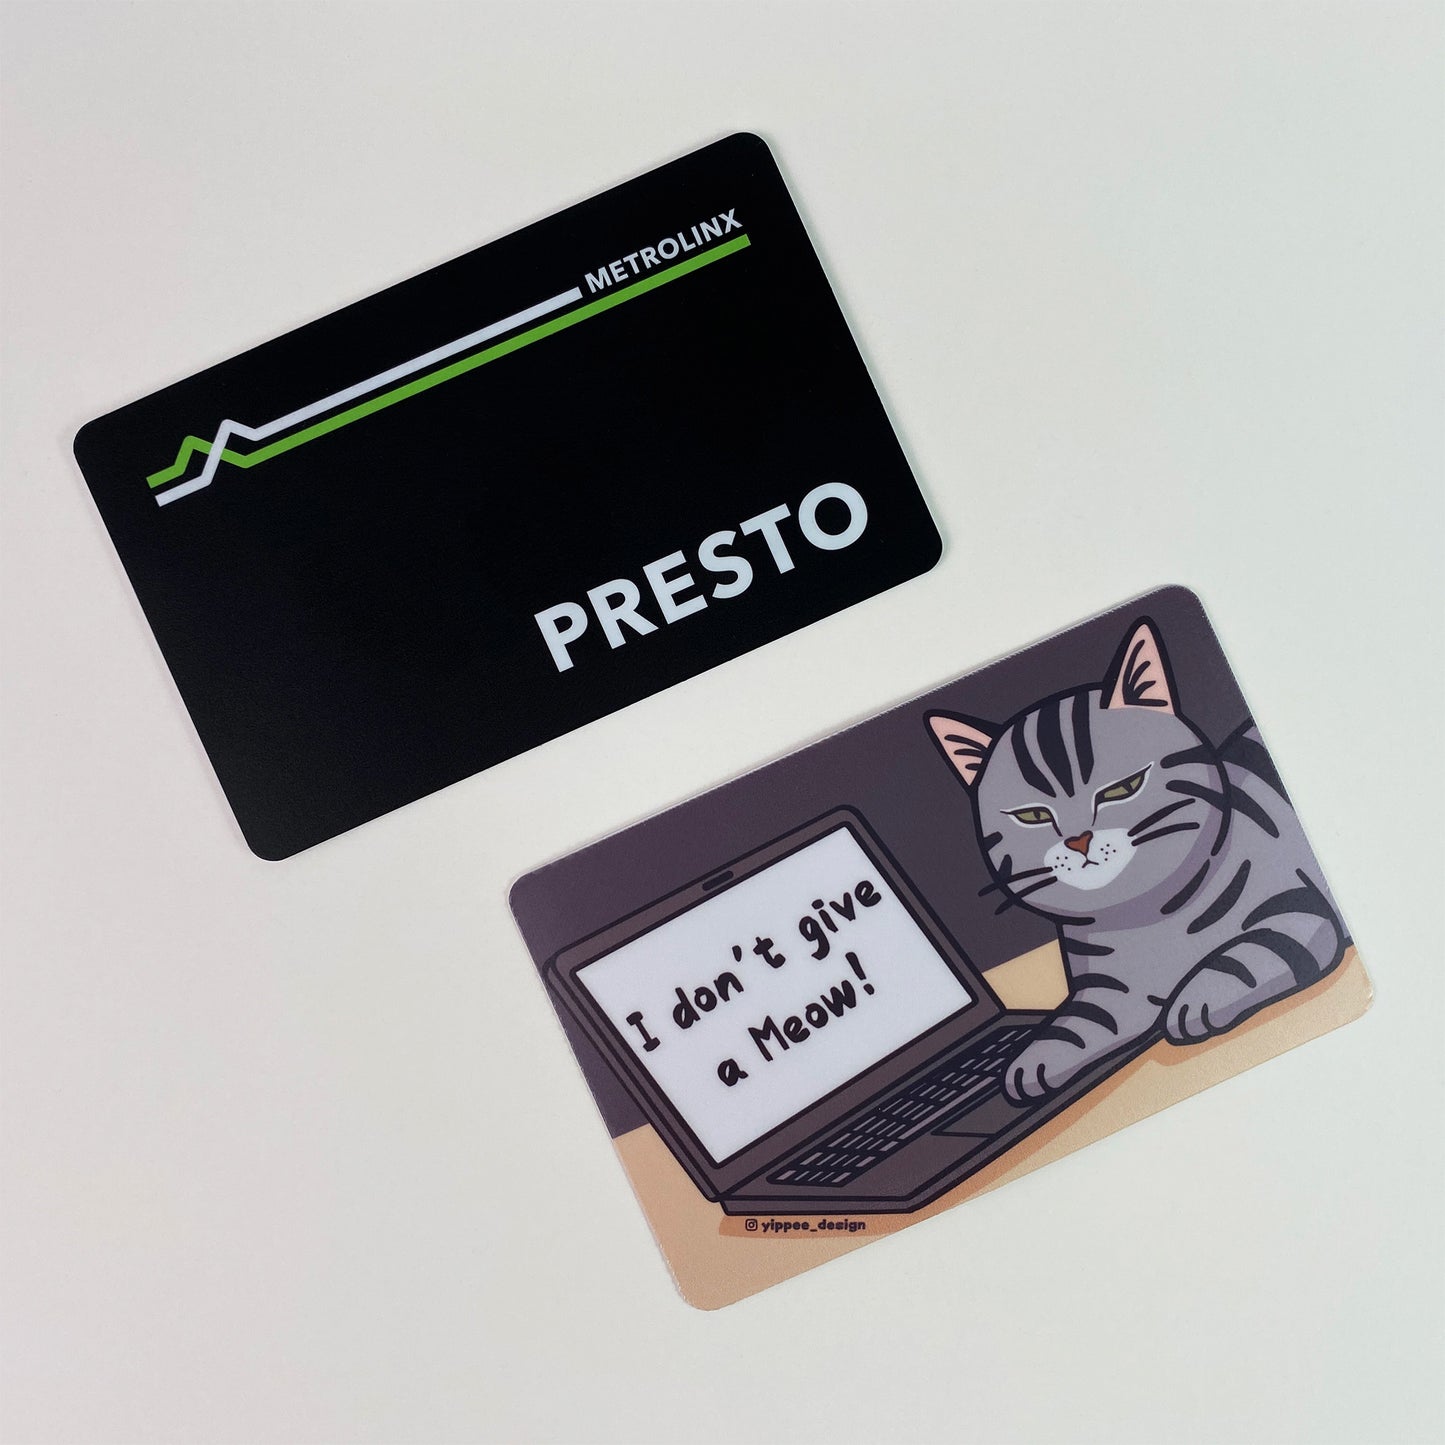 METROLINX
PRESTO
I don't give
a Meow!
yippee_design